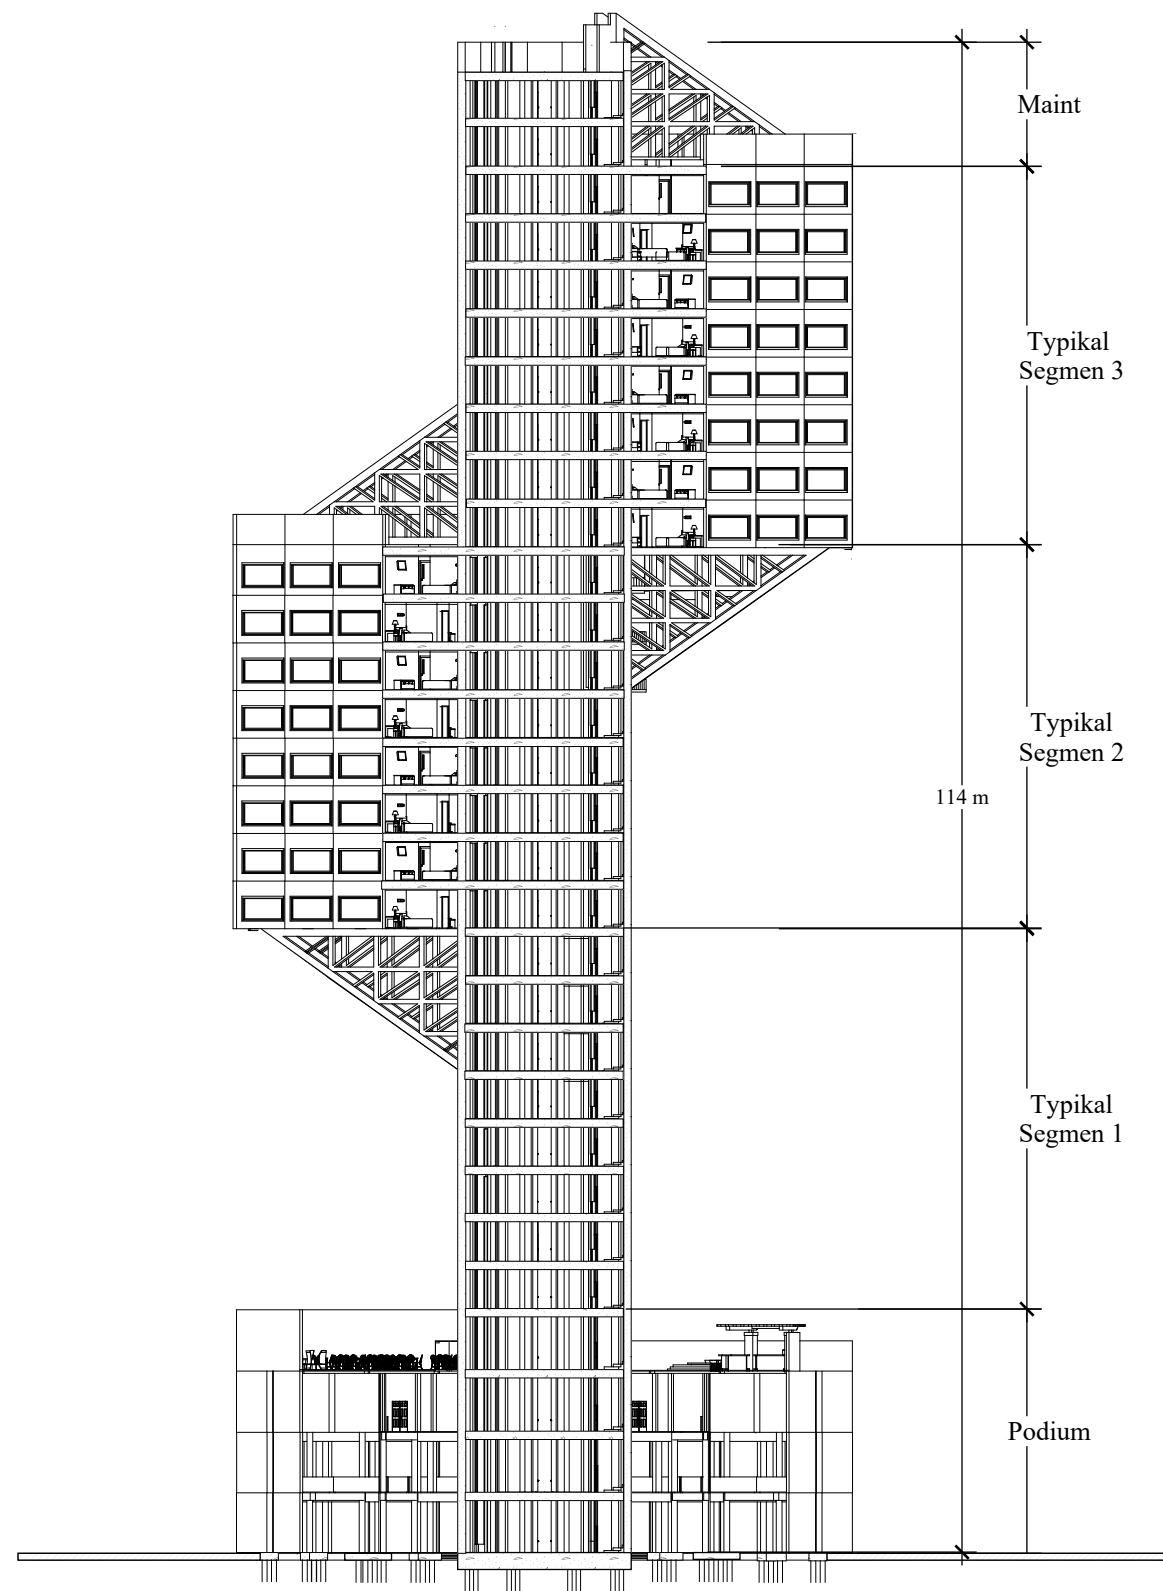 Maint
Typikal
Segmen 3
Typikal
Segmen 2
114 m
Typikal
Segmen 1
Podium